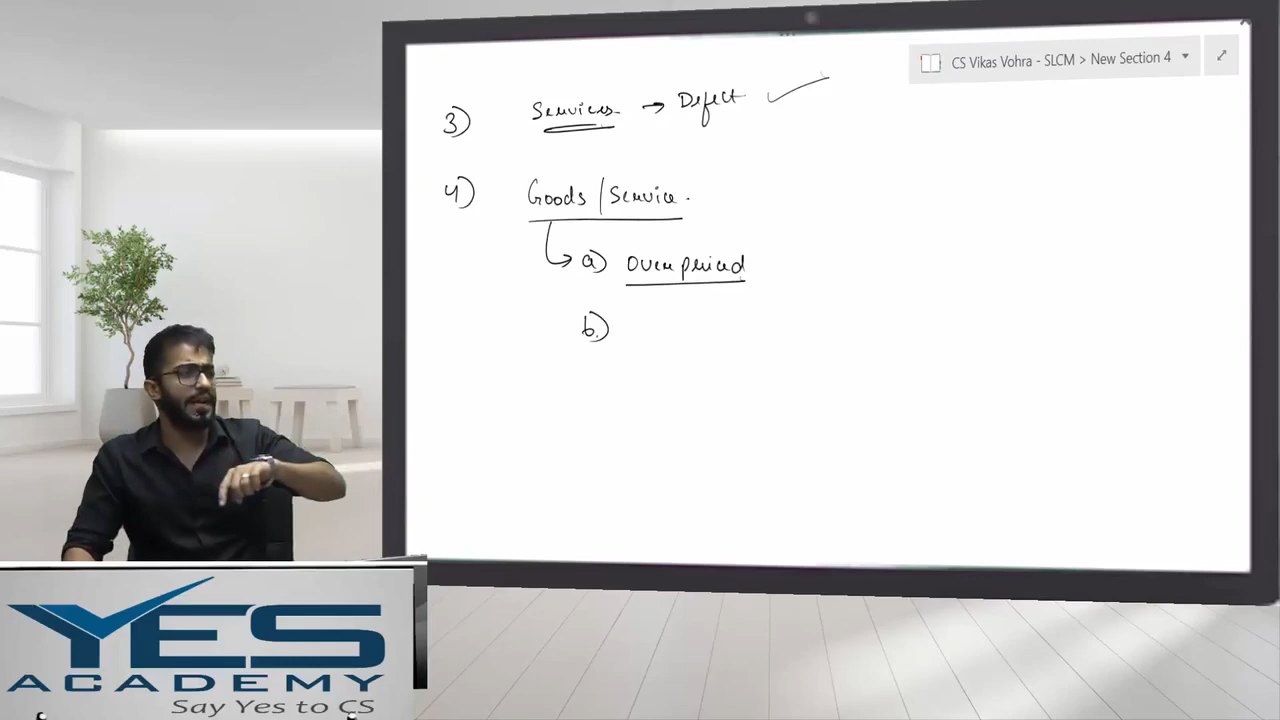 CS Vikas Vohra - SLCM > New Section 4
3) Services → Defect ✓
4) Goods/Service.
a) Overpriced
b.)
YES
ACADEMY
Say Yes to CS